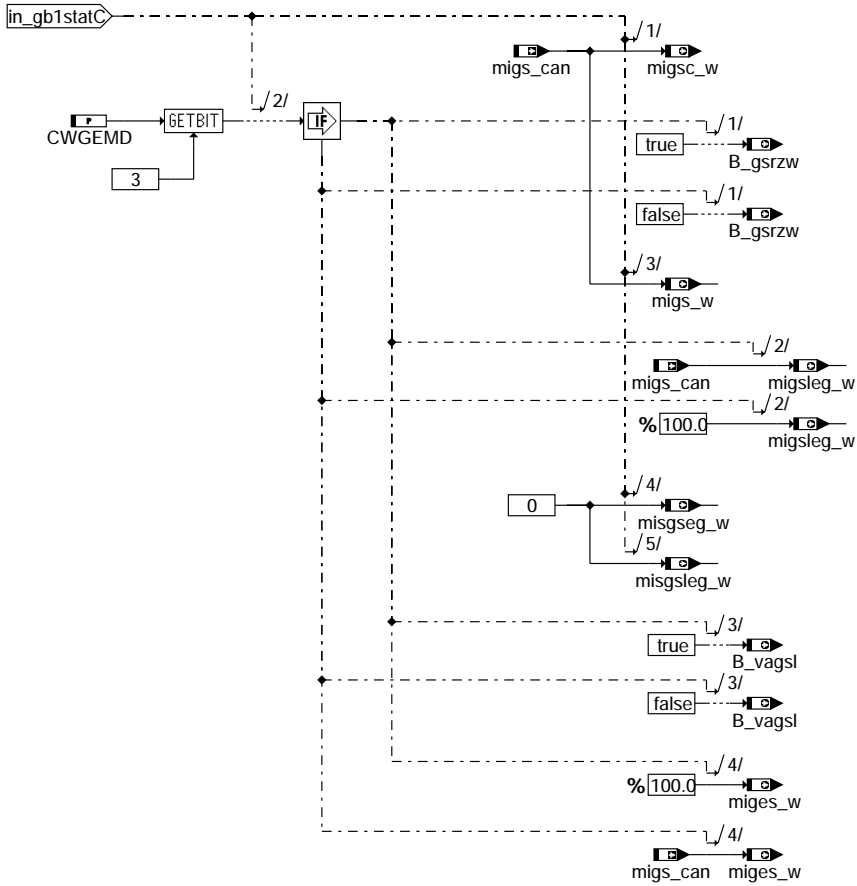 in_gb1statC
/1/
migs_can
migsc_w
/2/
CWGEMD
P
GETBIT
IF
3
/1/
true
B_gsrzw
/1/
false
B_gsrzw
/3/
migs_w
/2/
migs_can
migsleg_w
/2/
% 100.0
migsleg_w
/4/
0
misgseg_w
/5/
misgsleg_w
/3/
true
B_vagsl
/3/
false
B_vagsl
/4/
% 100.0
miges_w
/4/
migs_can
miges_w